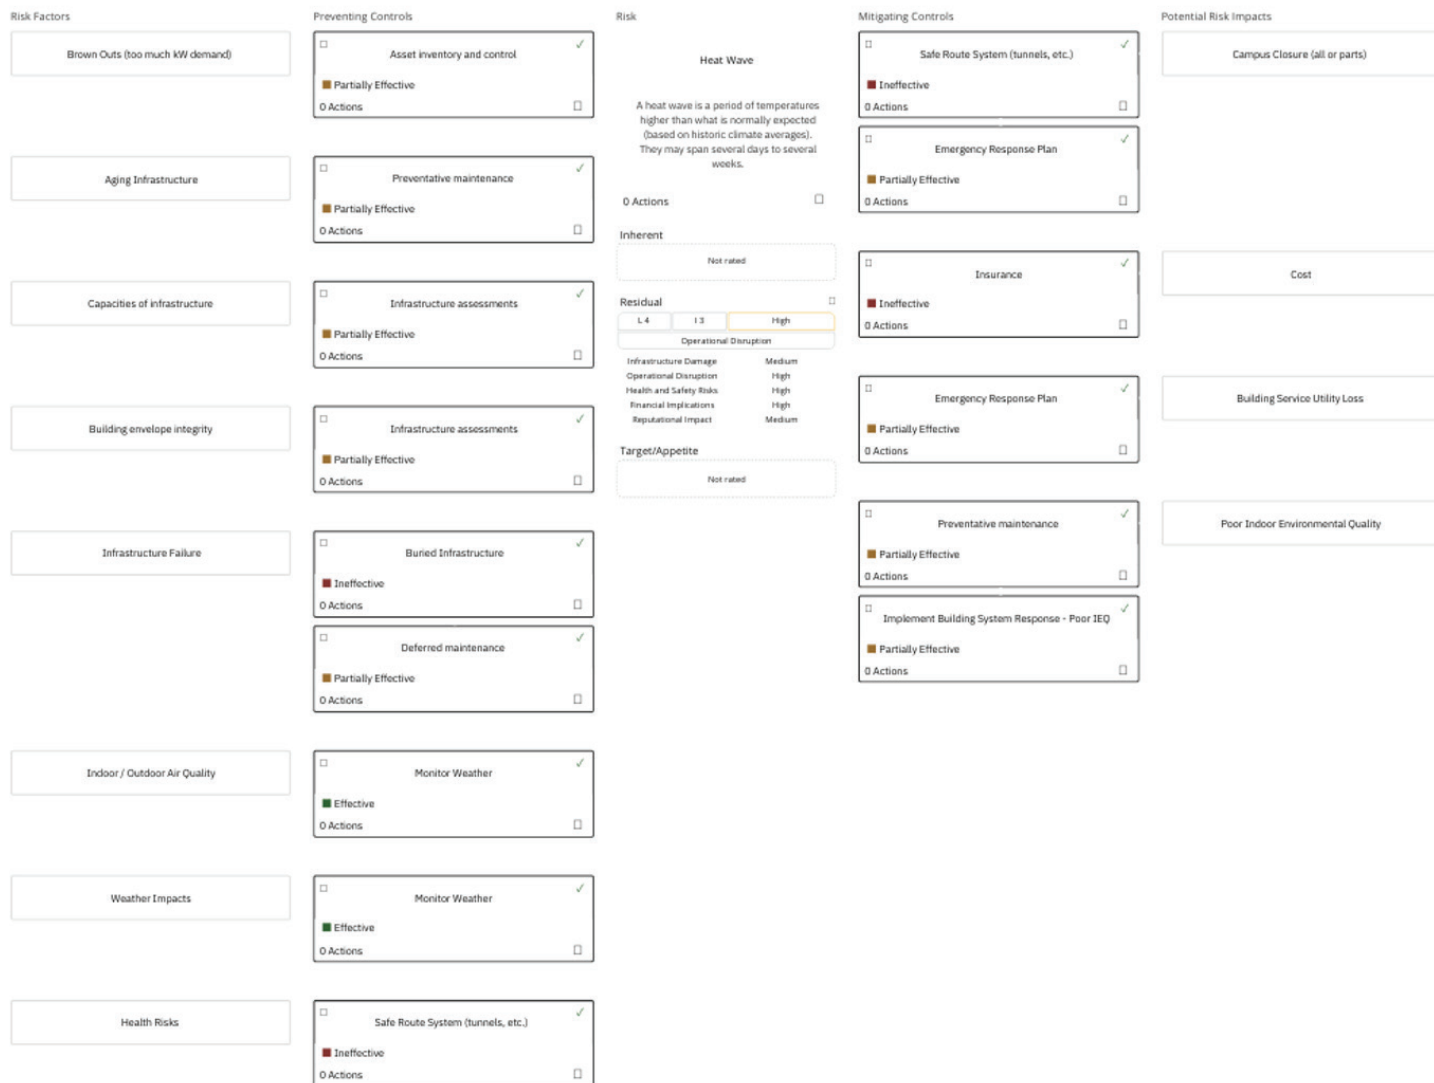 Risk Factors
Preventing Controls
Risk
Mitigating Controls
Potential Risk Impacts
Brown Outs (too much kW demand)
Aging Infrastructure
Capacities of infrastructure
Building envelope integrity
Infrastructure Failure
Indoor / Outdoor Air Quality
Weather Impacts
Health Risks
Asset inventory and control
Partially Effective
0 Actions
Preventative maintenance
Partially Effective
0 Actions
Infrastructure assessments
Partially Effective
0 Actions
Infrastructure assessments
Partially Effective
0 Actions
Buried Infrastructure
Ineffective
0 Actions
Deferred maintenance
Partially Effective
0 Actions
Monitor Weather
Effective
0 Actions
Monitor Weather
Effective
0 Actions
Safe Route System (tunnels, etc.)
Ineffective
0 Actions
Heat Wave
A heat wave is a period of temperatures
higher than what is normally expected
(based on historic climate averages).
They may span several days to several
weeks.
0 Actions
Inherent
Not rated
Residual
L 4 I 3 High
Operational Disruption
Infrastructure Damage Medium
Operational Disruption High
Health and Safety Risks High
Financial Implications High
Reputational Impact Medium
Target/Appetite
Not rated
Safe Route System (tunnels, etc.)
Ineffective
0 Actions
Emergency Response Plan
Partially Effective
0 Actions
Insurance
Ineffective
0 Actions
Emergency Response Plan
Partially Effective
0 Actions
Preventative maintenance
Partially Effective
0 Actions
Implement Building System Response - Poor IEQ
Partially Effective
0 Actions
Campus Closure (all or parts)
Cost
Building Service Utility Loss
Poor Indoor Environmental Quality